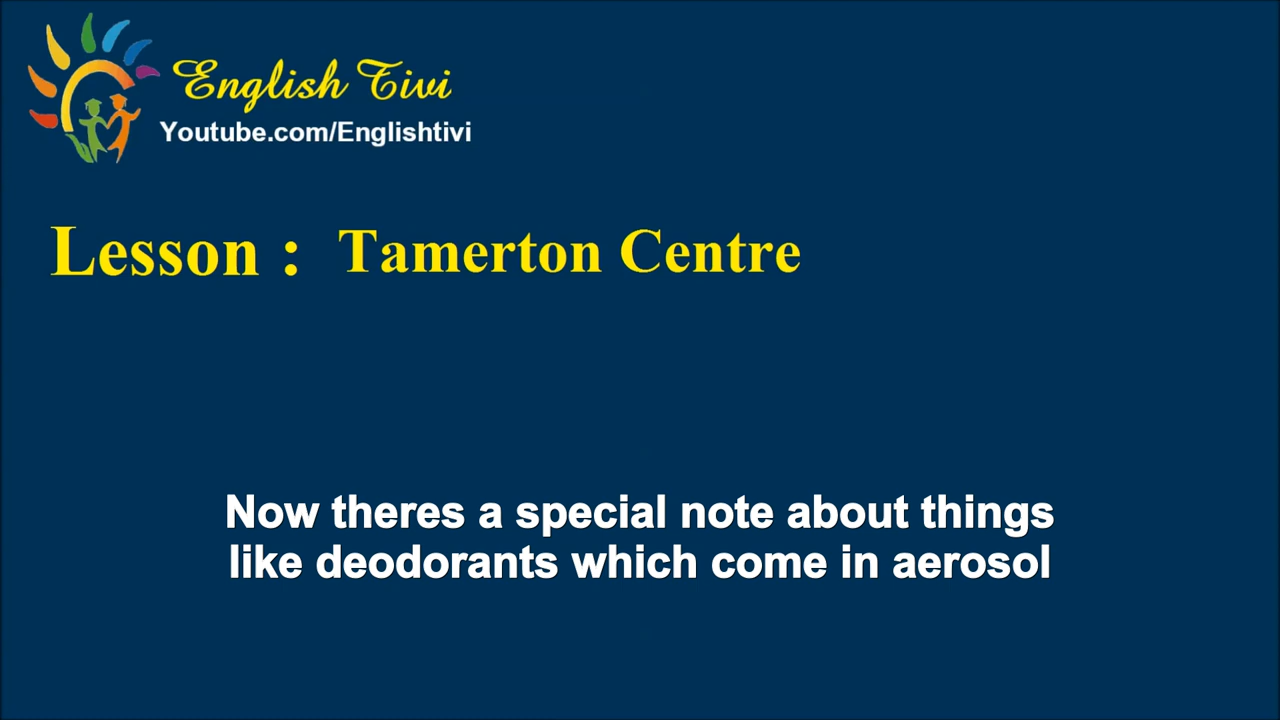 English Tivi
Youtube.com/Englishtivi
Lesson : Tamerton Centre
Now theres a special note about things
like deodorants which come in aerosol